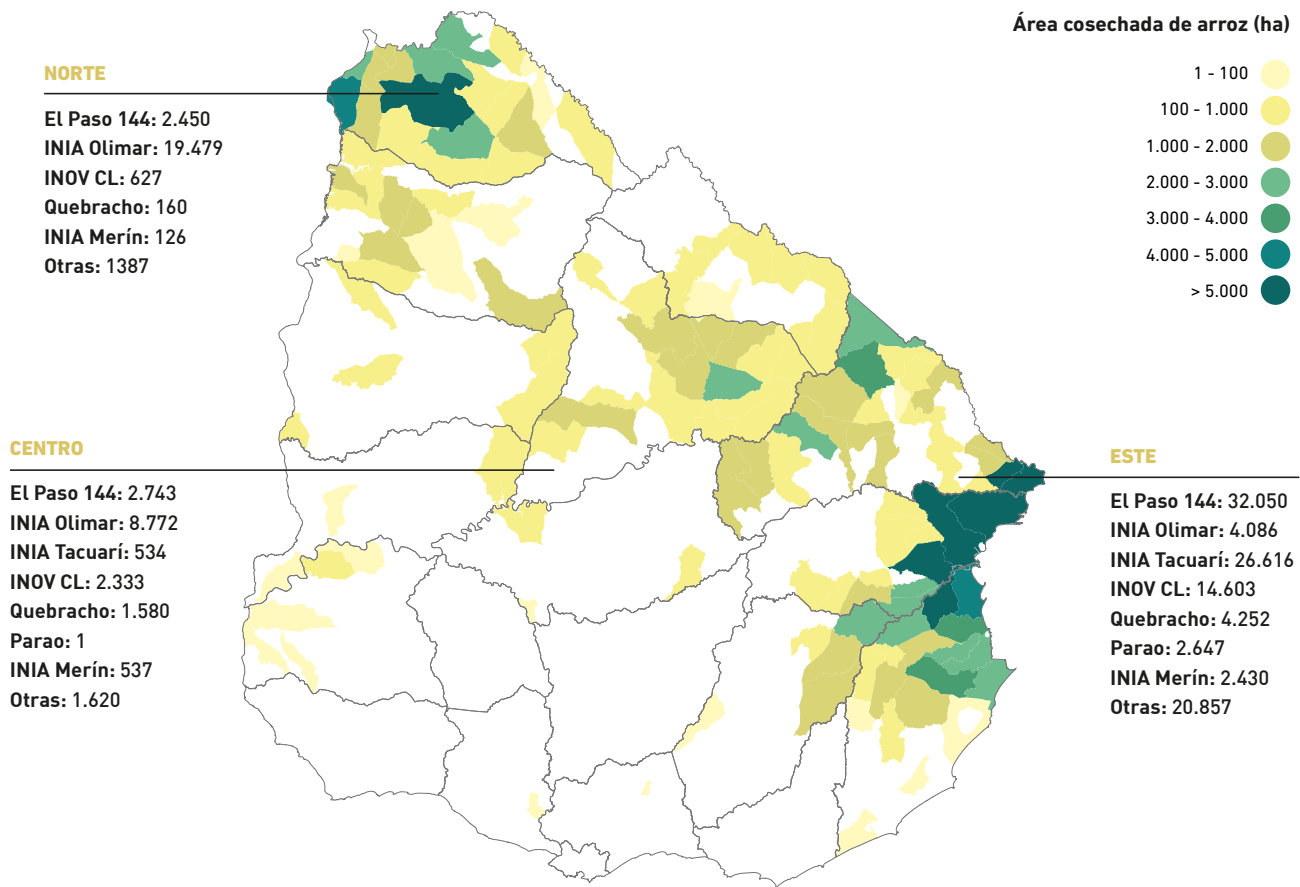 Área cosechada de arroz (ha)
1 - 100
100 - 1.000
1.000 - 2.000
2.000 - 3.000
3.000 - 4.000
4.000 - 5.000
> 5.000
NORTE
El Paso 144: 2.450
INIA Olimar: 19.479
INOV CL: 627
Quebracho: 160
INIA Merín: 126
Otras: 1387
CENTRO
El Paso 144: 2.743
INIA Olimar: 8.772
INIA Tacuarí: 534
INOV CL: 2.333
Quebracho: 1.580
Parao: 1
INIA Merín: 537
Otras: 1.620
ESTE
El Paso 144: 32.050
INIA Olimar: 4.086
INIA Tacuarí: 26.616
INOV CL: 14.603
Quebracho: 4.252
Parao: 2.647
INIA Merín: 2.430
Otras: 20.857